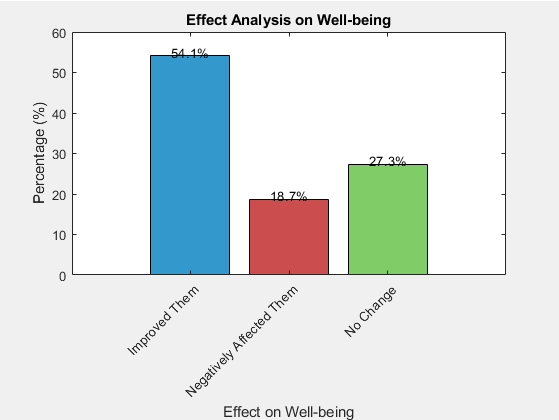 Effect Analysis on Well-being
60
50
40
30
20
10
0
Percentage (%)
54.1%
18.7%
27.3%
Improved Them
Negatively Affected Them
No Change
Effect on Well-being